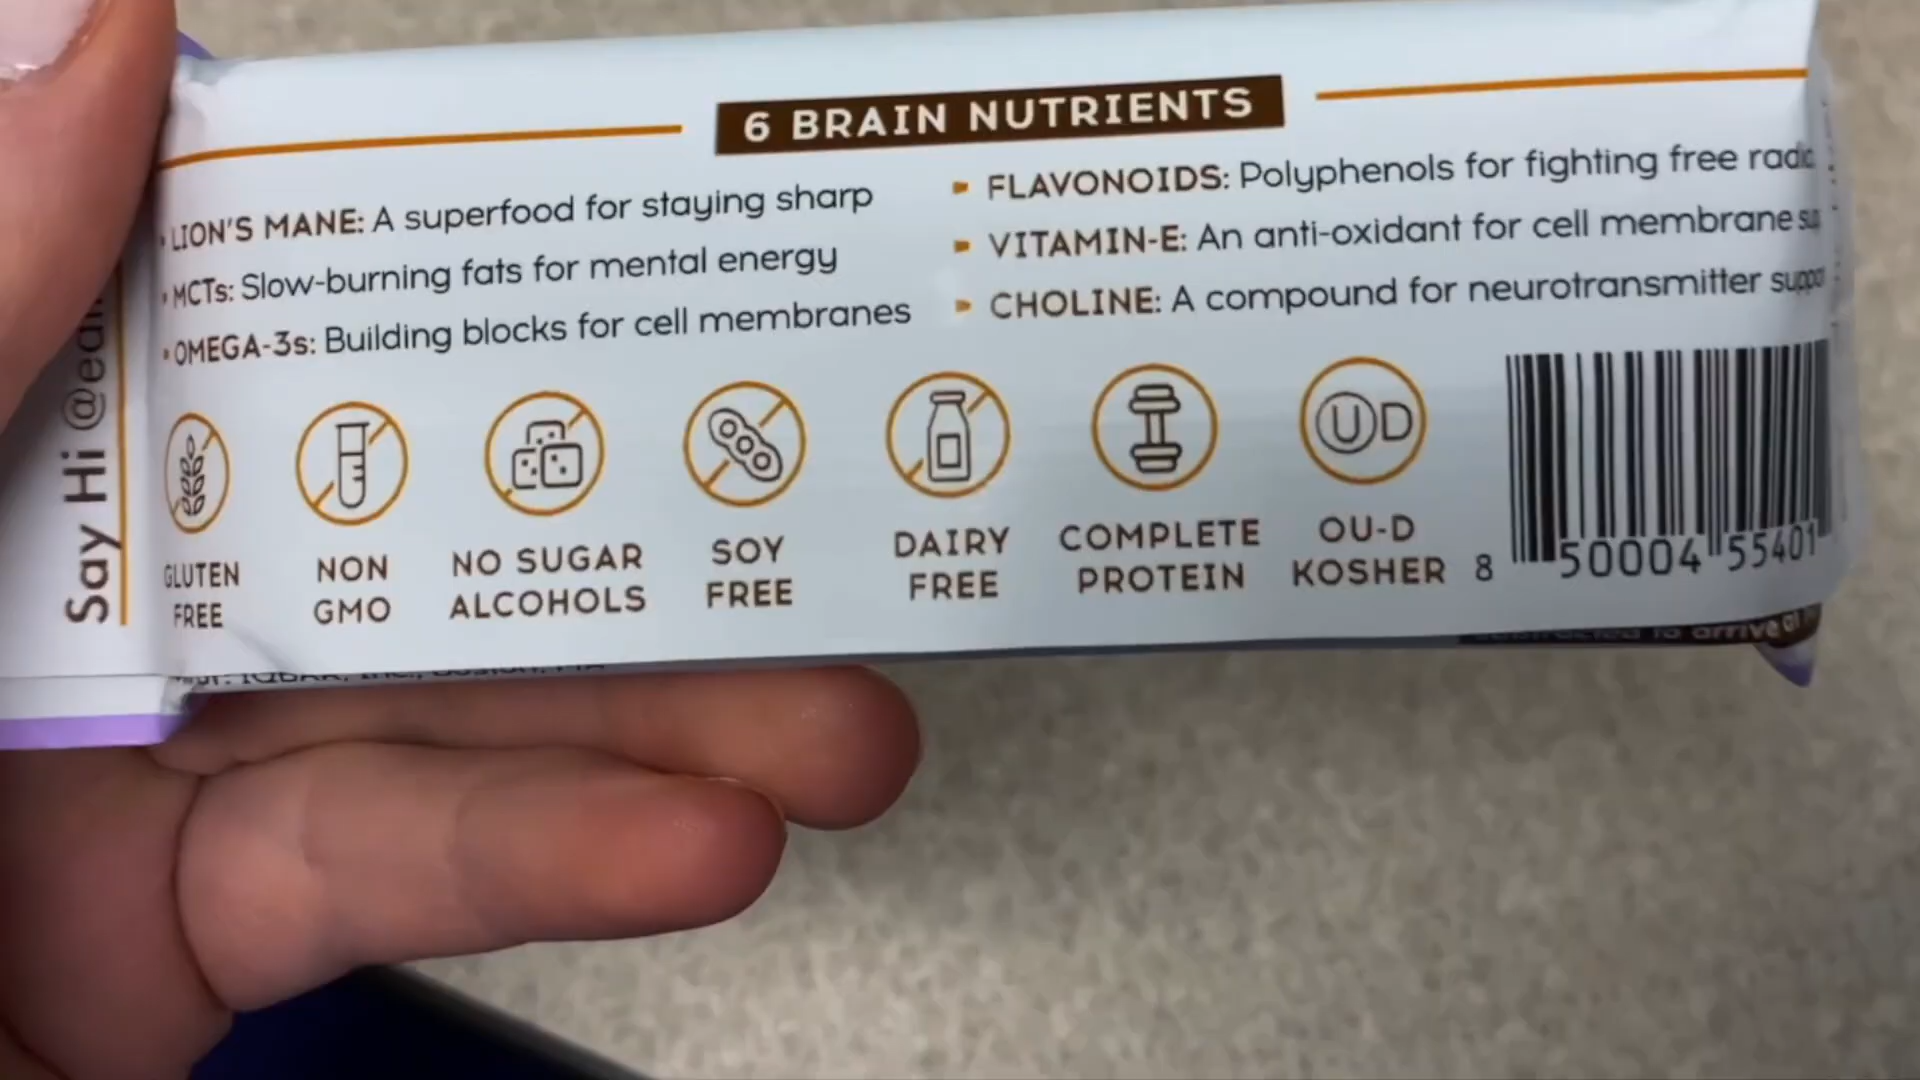 6 BRAIN NUTRIENTS
LION'S MANE: A superfood for staying sharp
MCTs: Slow-burning fats for mental energy
OMEGA-3s: Building blocks for cell membranes
FLAVONOIDS: Polyphenols for fighting free
VITAMIN-E: An anti-oxidant for cell membrane
CHOLINE: A compound for neurotransmitter
GLUTEN
FREE
NON
GMO
NO SUGAR
ALCOHOLS
SOY
FREE
DAIRY
FREE
COMPLETE
PROTEIN
UD
OU-D
KOSHER
8 50004 55401
Say Hi